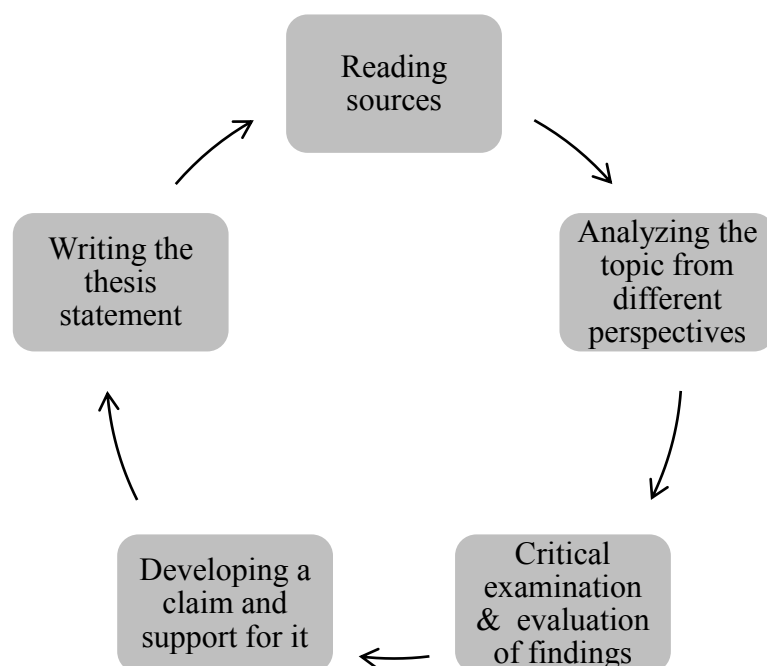 Reading
sources
Analyzing the
topic from
different
perspectives
Critical
examination
& evaluation
of findings
Developing a
claim and
support for it
Writing the
thesis
statement